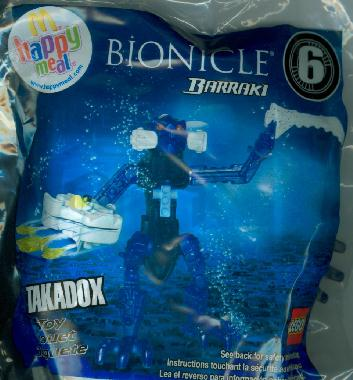 M
happy
meal
www.happymeal.com
BIONICLE®
BARRAKI
6
TAKADOX
Toy
Jouet
Juguete
LEGO
See back for safety
Instructions touchant la sécurité au
Lea el reverso para información